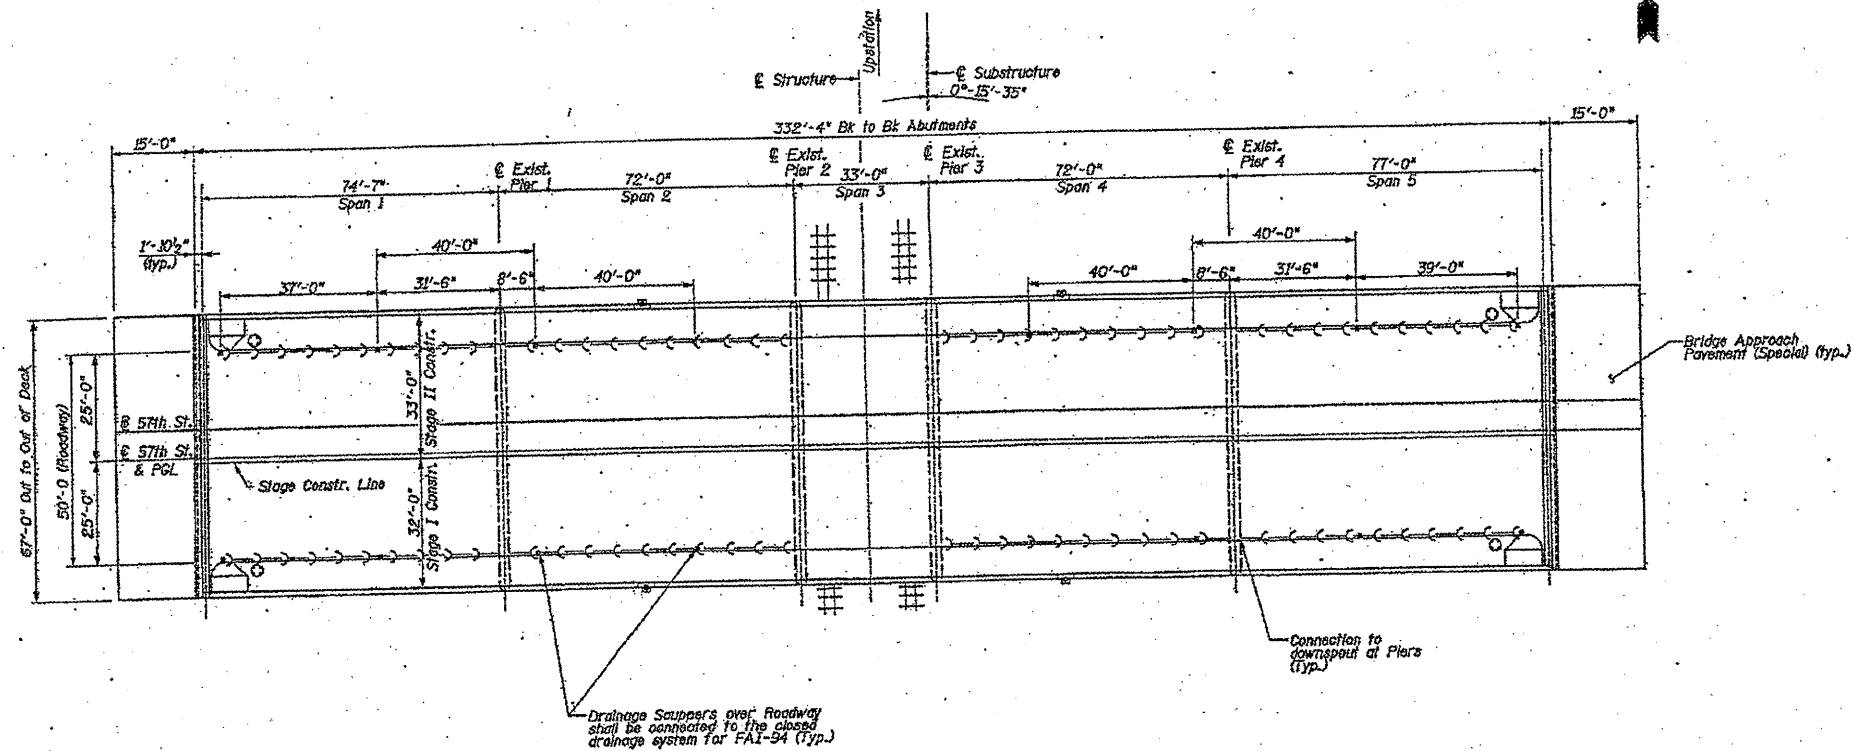 Upstation
℄ Structure
℄ Substructure
0°-15'-35"
332'-4" Bk to Bk Abutments
15'-0"
15'-0"
℄ Exist.
Pier 1
℄ Exist.
Pier 2
℄ Exist.
Pier 3
℄ Exist.
Pier 4
74'-7"
Span 1
72'-0"
Span 2
33'-0"
Span 3
72'-0"
Span 4
77'-0"
Span 5
1'-10½"
(Typ.)
40'-0"
40'-0"
37'-0"
31'-6"
8'-6"
40'-0"
40'-0"
8'-6"
31'-6"
39'-0"
67'-0" Out to Out of Deck
50'-0 (Roadway)
25'-0"
25'-0"
57th St.
℄ 57th St.
& PGL
Stage Constr. Line
33'-0"
Stage II Constr.
32'-0"
Stage I Constr.
Bridge Approach
Pavement (Special) (Typ.)
Connection to
downspout at Piers
(Typ.)
Drainage Scuppers over Roadway
shall be connected to the closed
drainage system for FAI-94 (Typ.)